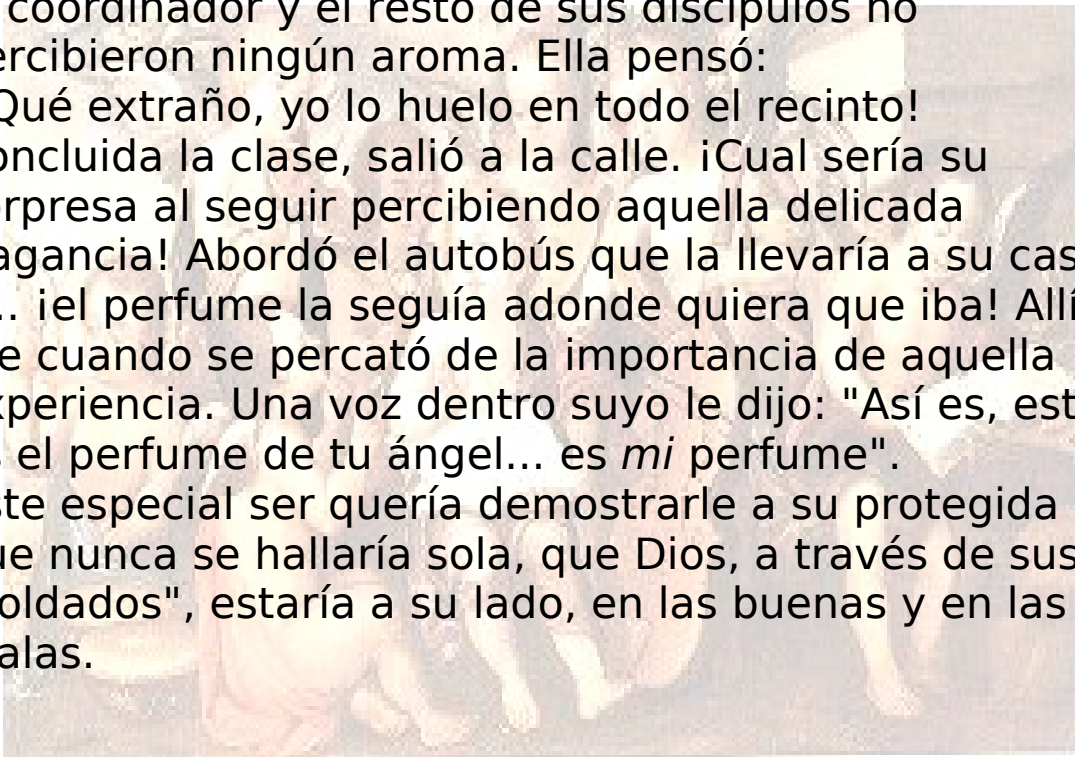 coordinador y el resto de sus discípulos no
ercibieron ningún aroma. Ella pensó:
Qué extraño, yo lo huelo en todo el recinto!
oncluida la clase, salió a la calle. ¡Cual sería su
rpresa al seguir percibiendo aquella delicada
agancia! Abordó el autobús que la llevaría a su cas
.. ¡el perfume la seguía adonde quiera que iba! Allí
e cuando se percató de la importancia de aquella
xperiencia. Una voz dentro suyo le dijo: "Así es, est
el perfume de tu ángel... es mi perfume".
te especial ser quería demostrarle a su protegida
ue nunca se hallaría sola, que Dios, a través de sus
oldados", estaría a su lado, en las buenas y en las
alas.